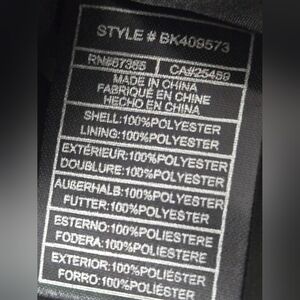 STYLE # BK409573
RN#67365 CA#25459
MADE IN CHINA
FABRIQUÉ EN CHINE
HECHO EN CHINA
SHELL:100%POLYESTER
LINING:100%POLYESTER
EXTÉRIEUR:100%POLYESTER
DOUBLURE:100%POLYESTER
AUßERHALB:100%POLYESTER
FUTTER:100%POLYESTER
ESTERNO:100%POLIESTERE
FODERA:100%POLIESTERE
EXTERIOR:100%POLIÉSTER
FORRO:100%POLIÉSTER